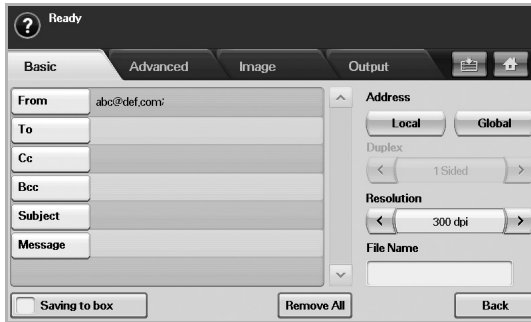 Ready
Basic Advanced Image Output
From abc@def.com;
To
Cc
Bcc
Subject
Message
Address
Local Global
Duplex
1 Sided
Resolution
300 dpi
File Name
Saving to box Remove All Back